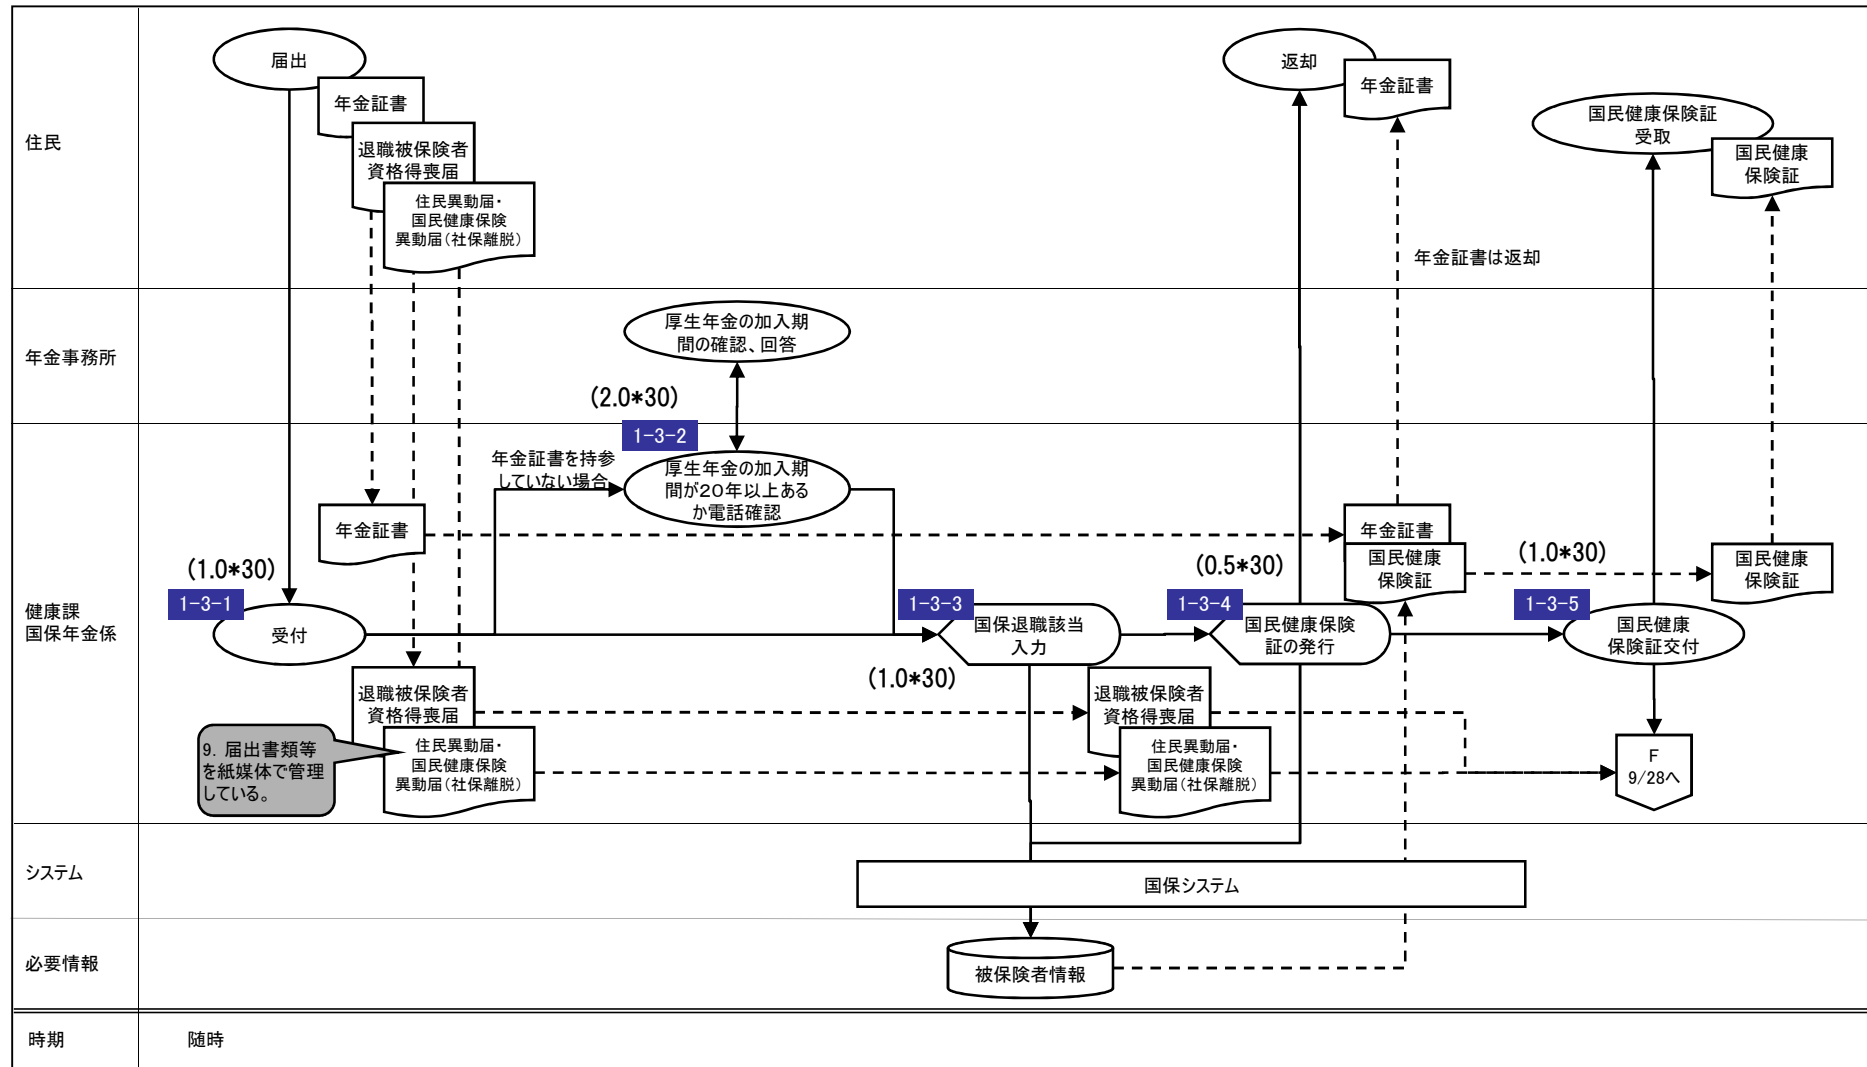 住民
届出
年金証書
退職被保険者
資格得喪届
住民異動届・
国民健康保険
異動届(社保離脱)
返却
年金証書
国民健康保険証
受取
国民健康
保険証
年金証書は返却
年金事務所
厚生年金の加入期
間の確認、回答
(2.0*30)
健康課
国保年金係
1-3-2
年金証書を持参
していない場合
厚生年金の加入期
間が20年以上ある
か電話確認
年金証書
(1.0*30)
1-3-1
受付
1-3-3
国保退職該当
入力
(1.0*30)
(0.5*30)
1-3-4
国民健康保険
証の発行
年金証書
国民健康
保険証
(1.0*30)
1-3-5
国民健康
保険証交付
国民健康
保険証
退職被保険者
資格得喪届
住民異動届・
国民健康保険
異動届(社保離脱)
9. 届出書類等
を紙媒体で管理
している。
退職被保険者
資格得喪届
住民異動届・
国民健康保険
異動届(社保離脱)
F
9/28へ
システム
国保システム
必要情報
被保険者情報
時期
随時